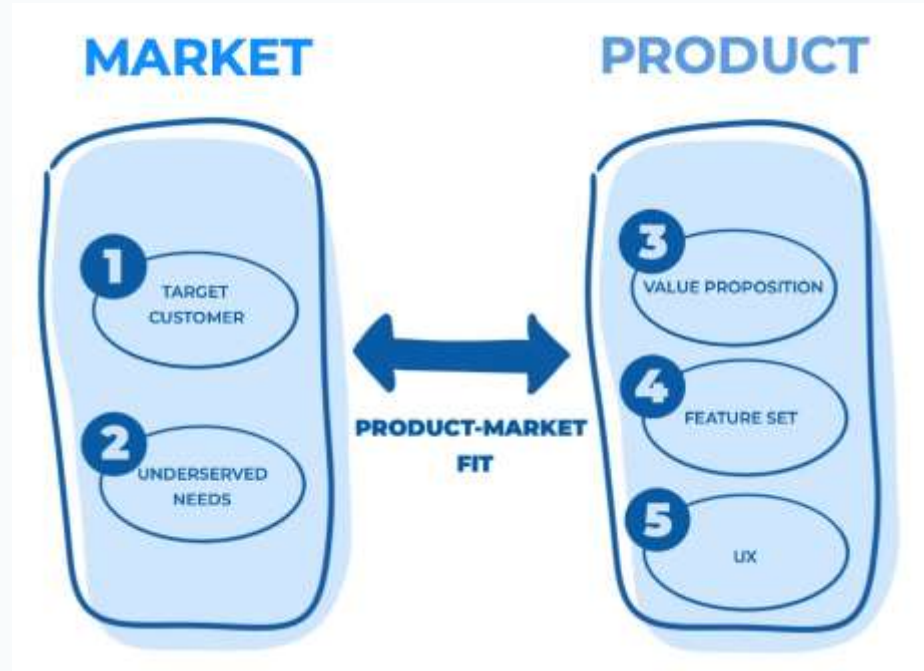 MARKET
1
TARGET
CUSTOMER
2
UNDERSERVED
NEEDS
PRODUCT-MARKET
FIT
PRODUCT
3
VALUE PROPOSITION
4
FEATURE SET
5
UX